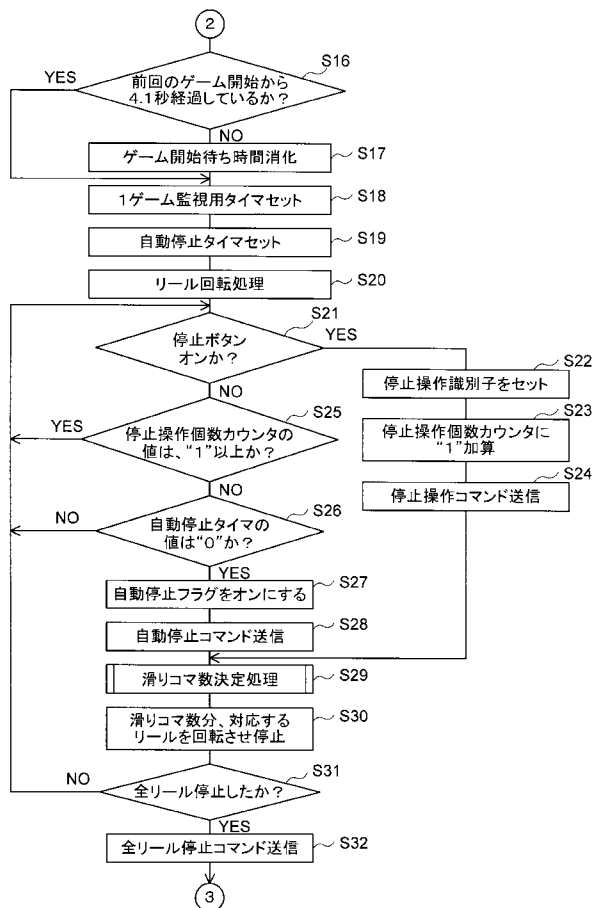 2
S16
YES
前回のゲーム開始から
4.1秒経過しているか？
NO
ゲーム開始待ち時間消化
S17
1ゲーム監視用タイマセット
S18
自動停止タイマセット
S19
リール回転処理
S20
S21
停止ボタン
オンか？
YES
NO
S22
停止操作識別子をセット
S23
停止操作個数カウンタに
“1”加算
S24
停止操作コマンド送信
S25
YES
停止操作個数カウンタの
値は、“1”以上か？
NO
S26
NO
自動停止タイマの
値は“0”か？
YES
S27
自動停止フラグをオンにする
S28
自動停止コマンド送信
滑りコマ数決定処理
S29
滑りコマ数分、対応する
リールを回転させ停止
S30
S31
NO
全リール停止したか？
YES
全リール停止コマンド送信
S32
3